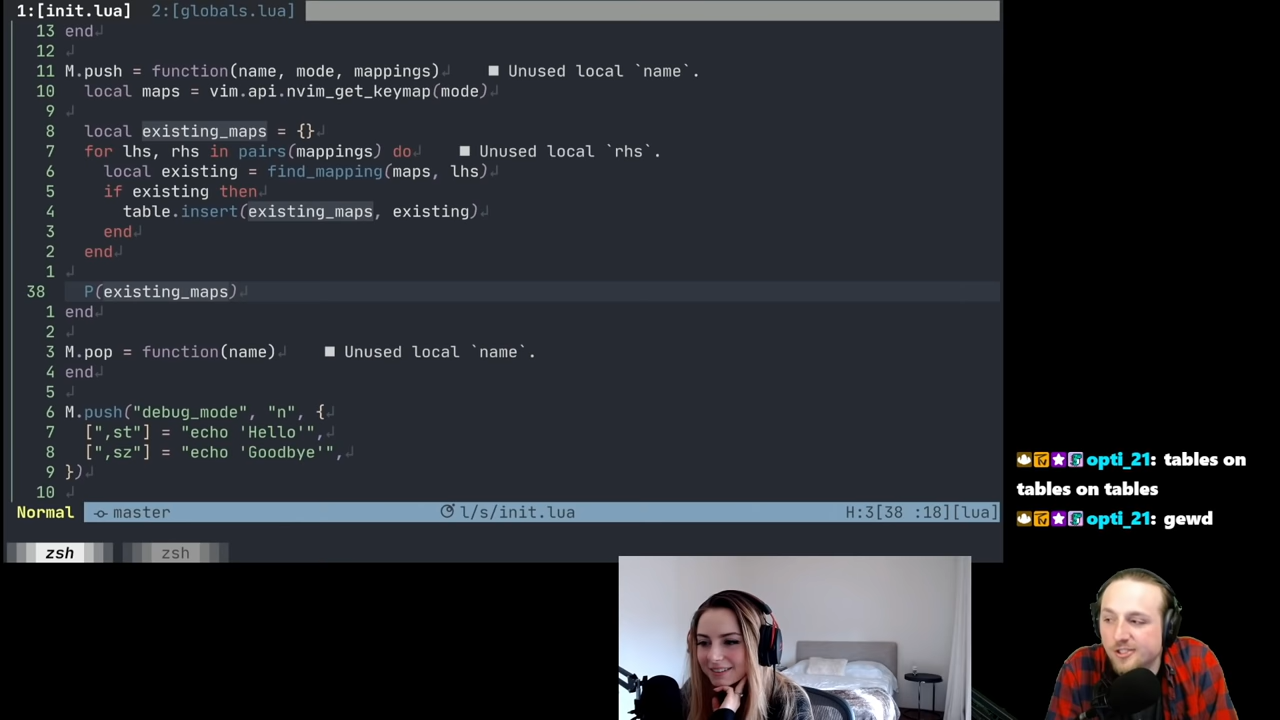 1:[init.lua] 2:[globals.lua]
13 end
12
11 M.push = function(name, mode, mappings) ■ Unused local `name`.
10 local maps = vim.api.nvim_get_keymap(mode)
9
8 local existing_maps = {}
7 for lhs, rhs in pairs(mappings) do ■ Unused local `rhs`.
6 local existing = find_mapping(maps, lhs)
5 if existing then
4 table.insert(existing_maps, existing)
3 end
2 end
1
38 P(existing_maps)
1 end
2
3 M.pop = function(name) ■ Unused local `name`.
4 end
5
6 M.push("debug_mode", "n", {
7 [",st"] = "echo 'Hello'",
8 [",sz"] = "echo 'Goodbye'",
9 })
10
Normal master l/s/init.lua H:3[38 :18][lua]
zsh zsh
opti_21: tables on
tables on tables
opti_21: gewd